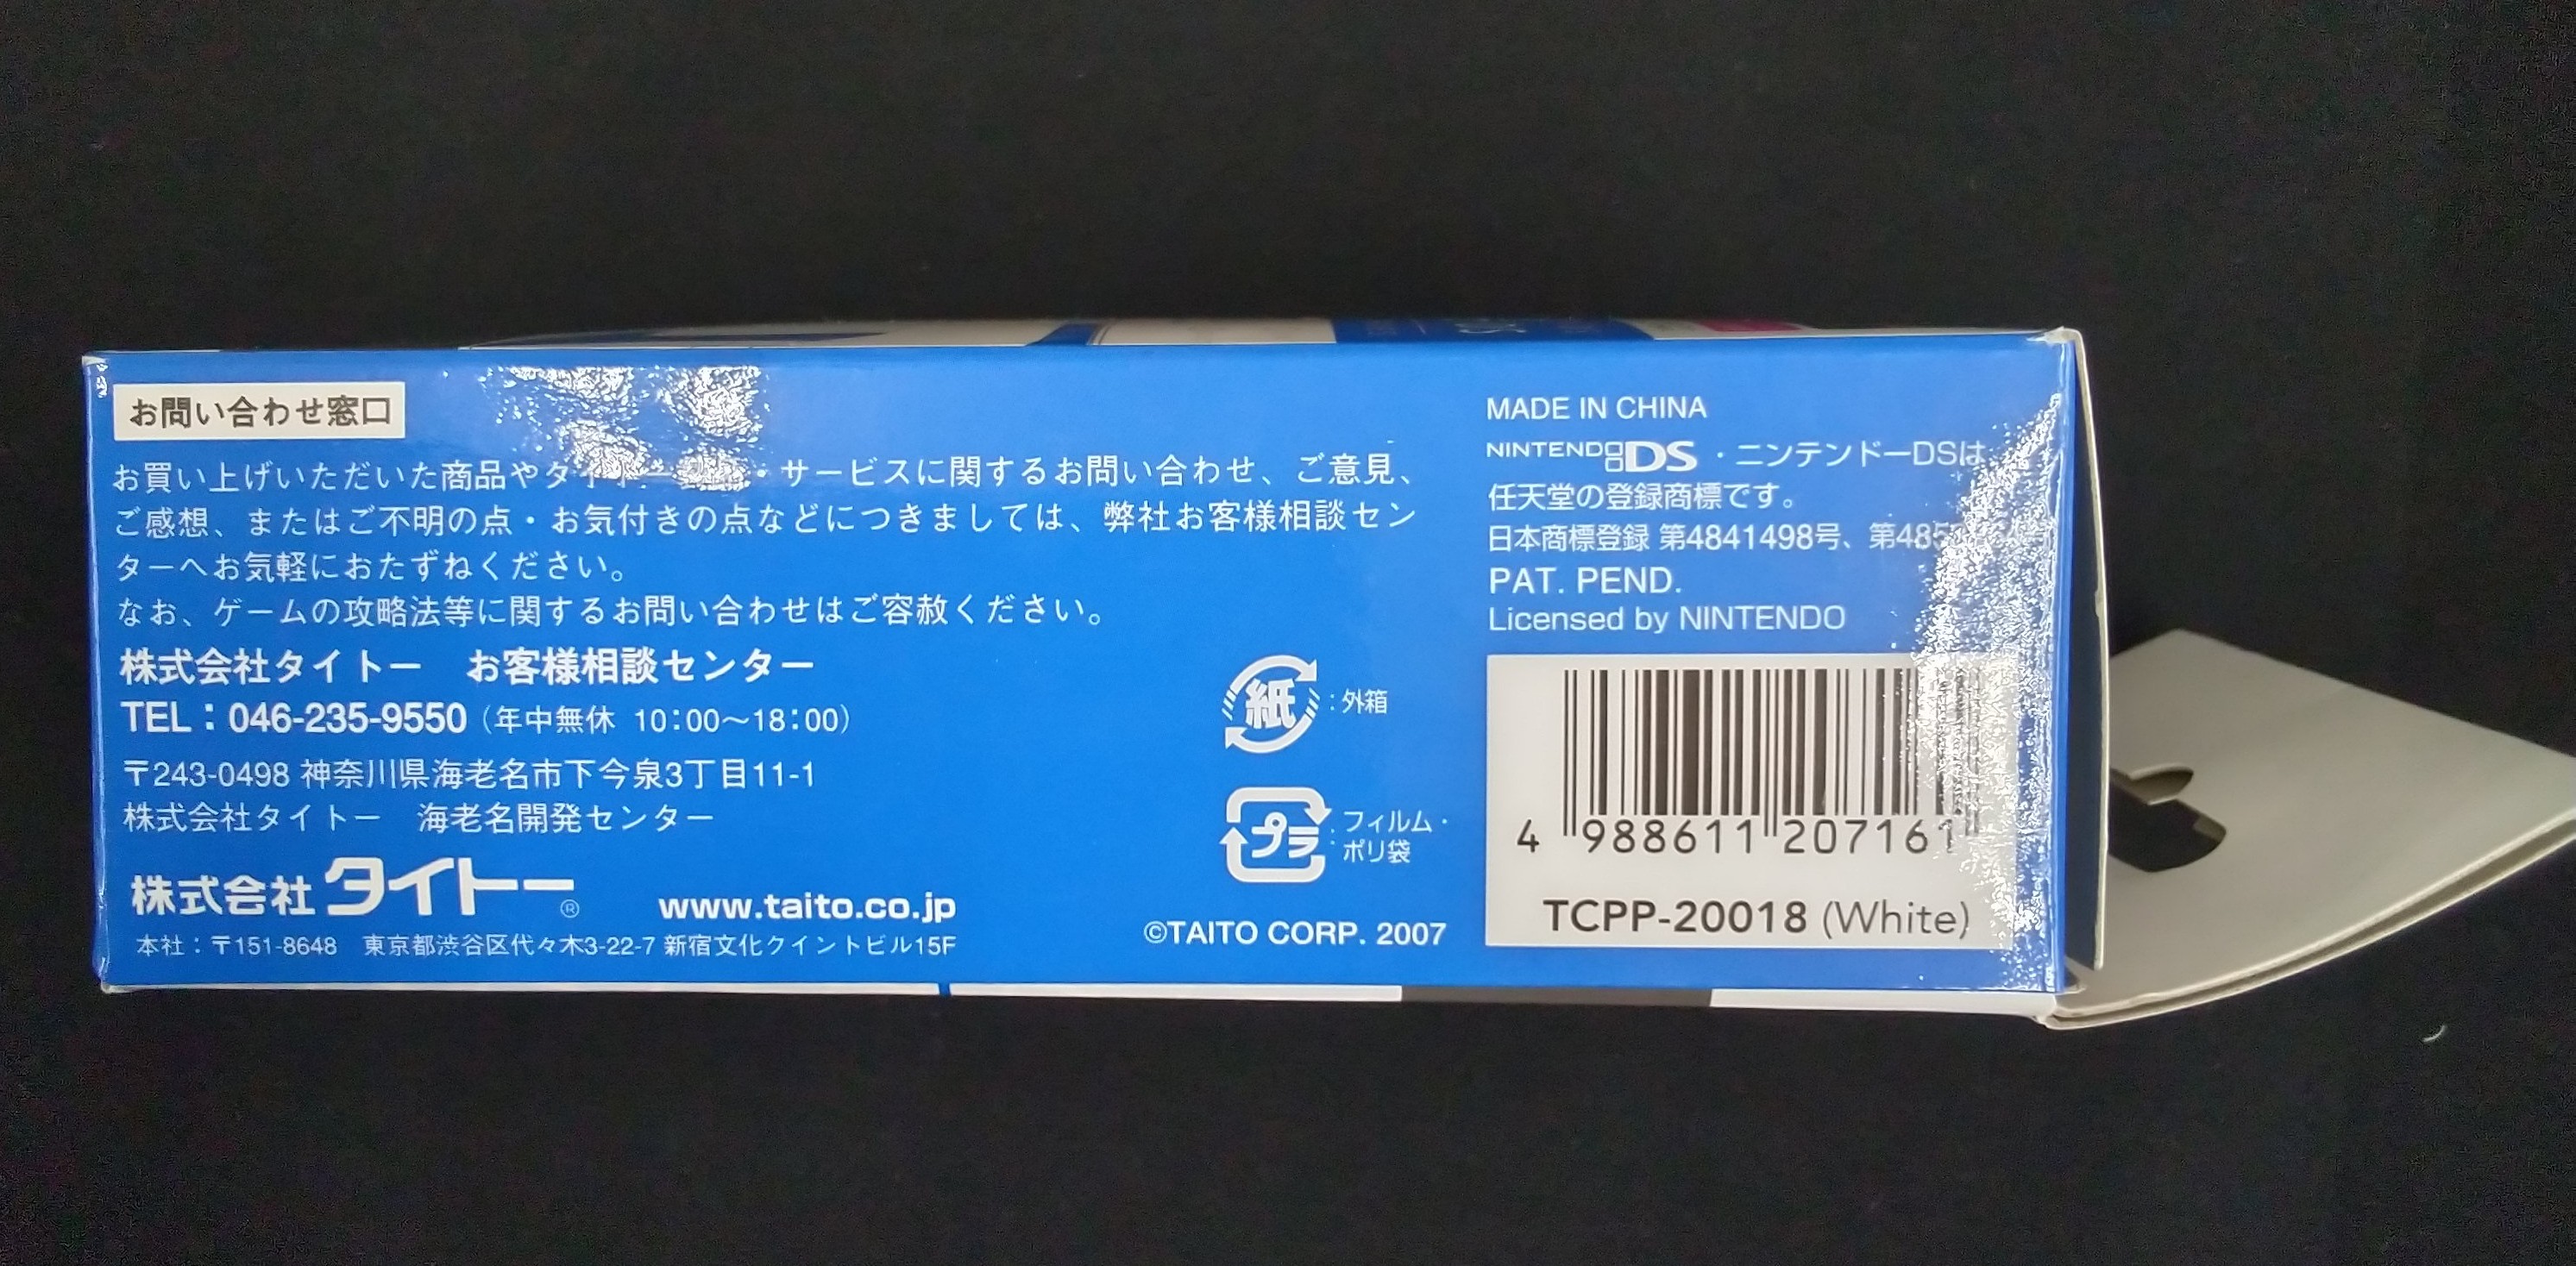 お問い合わせ窓口
お買い上げいただいた商品やタイトー・サービスに関するお問い合わせ、ご意見、
ご感想、またはご不明の点・お気付きの点などにつきましては、弊社お客様相談セン
ターへお気軽におたずねください。
なお、ゲームの攻略法等に関するお問い合わせはご容赦ください。
株式会社タイトー お客様相談センター
TEL：046-235-9550（年中無休 10：00～18：00）
〒243-0498 神奈川県海老名市下今泉3丁目11-1
株式会社タイトー 海老名開発センター
株式会社タイトー® www.taito.co.jp
本社：〒151-8648 東京都渋谷区代々木3-22-7 新宿文化クイントビル15F
紙：外箱
プラ：フィルム・
ポリ袋
©TAITO CORP. 2007
MADE IN CHINA
NINTENDO DS・ニンテンドーDSは
任天堂の登録商標です。
日本商標登録 第4841498号、
PAT. PEND.
Licensed by NINTENDO
4 988611 207161
TCPP-20018 (White)